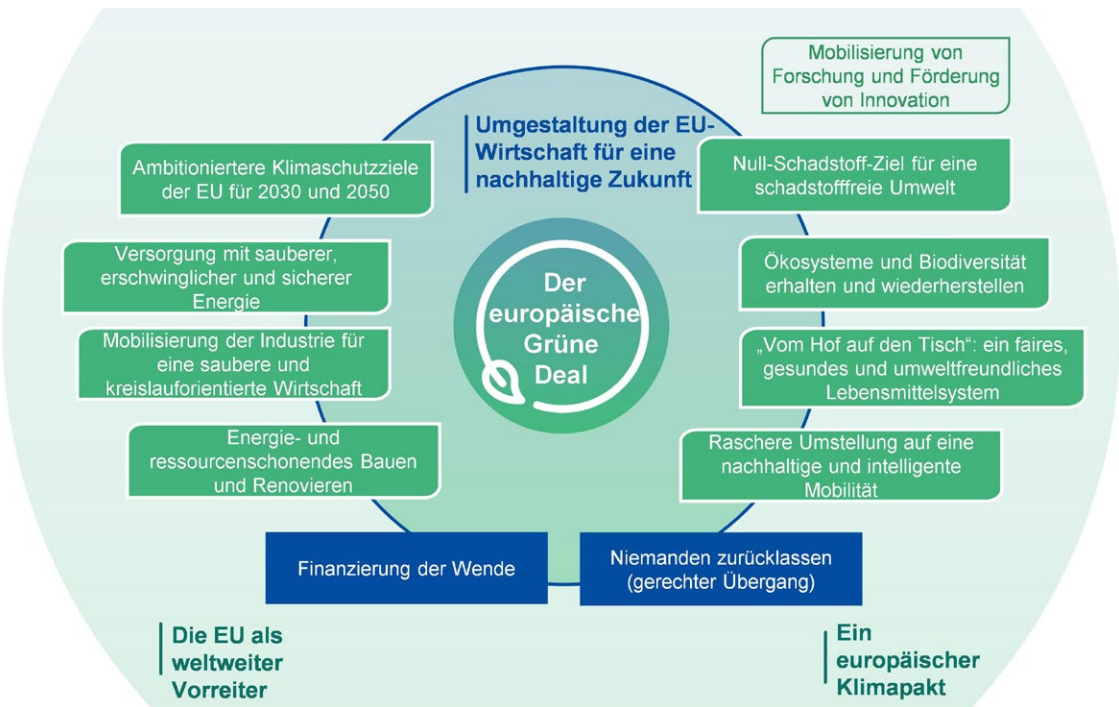 Mobilisierung von
Forschung und Förderung
von Innovation
Umgestaltung der EU-
Wirtschaft für eine
nachhaltige Zukunft
Ambitioniertere Klimaschutzziele
der EU für 2030 und 2050
Null-Schadstoff-Ziel für eine
schadstofffreie Umwelt
Versorgung mit sauberer,
erschwinglicher und sicherer
Energie
Ökosysteme und Biodiversität
erhalten und wiederherstellen
Der
europäische
Grüne
Deal
Mobilisierung der Industrie für
eine saubere und
kreislauforientierte Wirtschaft
„Vom Hof auf den Tisch“: ein faires,
gesundes und umweltfreundliches
Lebensmittelsystem
Energie- und
ressourcenschonendes Bauen
und Renovieren
Raschere Umstellung auf eine
nachhaltige und intelligente
Mobilität
Finanzierung der Wende
Niemanden zurücklassen
(gerechter Übergang)
Die EU als
weltweiter
Vorreiter
Ein
europäischer
Klimapakt